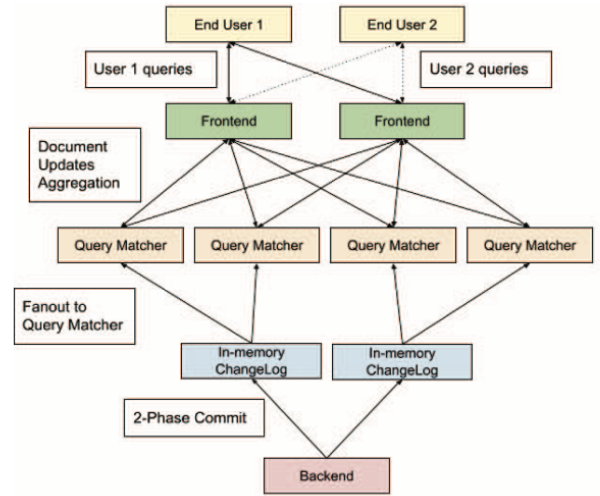 End User 1
End User 2
User 1 queries
User 2 queries
Frontend
Frontend
Document
Updates
Aggregation
Query Matcher
Query Matcher
Query Matcher
Query Matcher
Fanout to
Query Matcher
In-memory
ChangeLog
In-memory
ChangeLog
2-Phase Commit
Backend